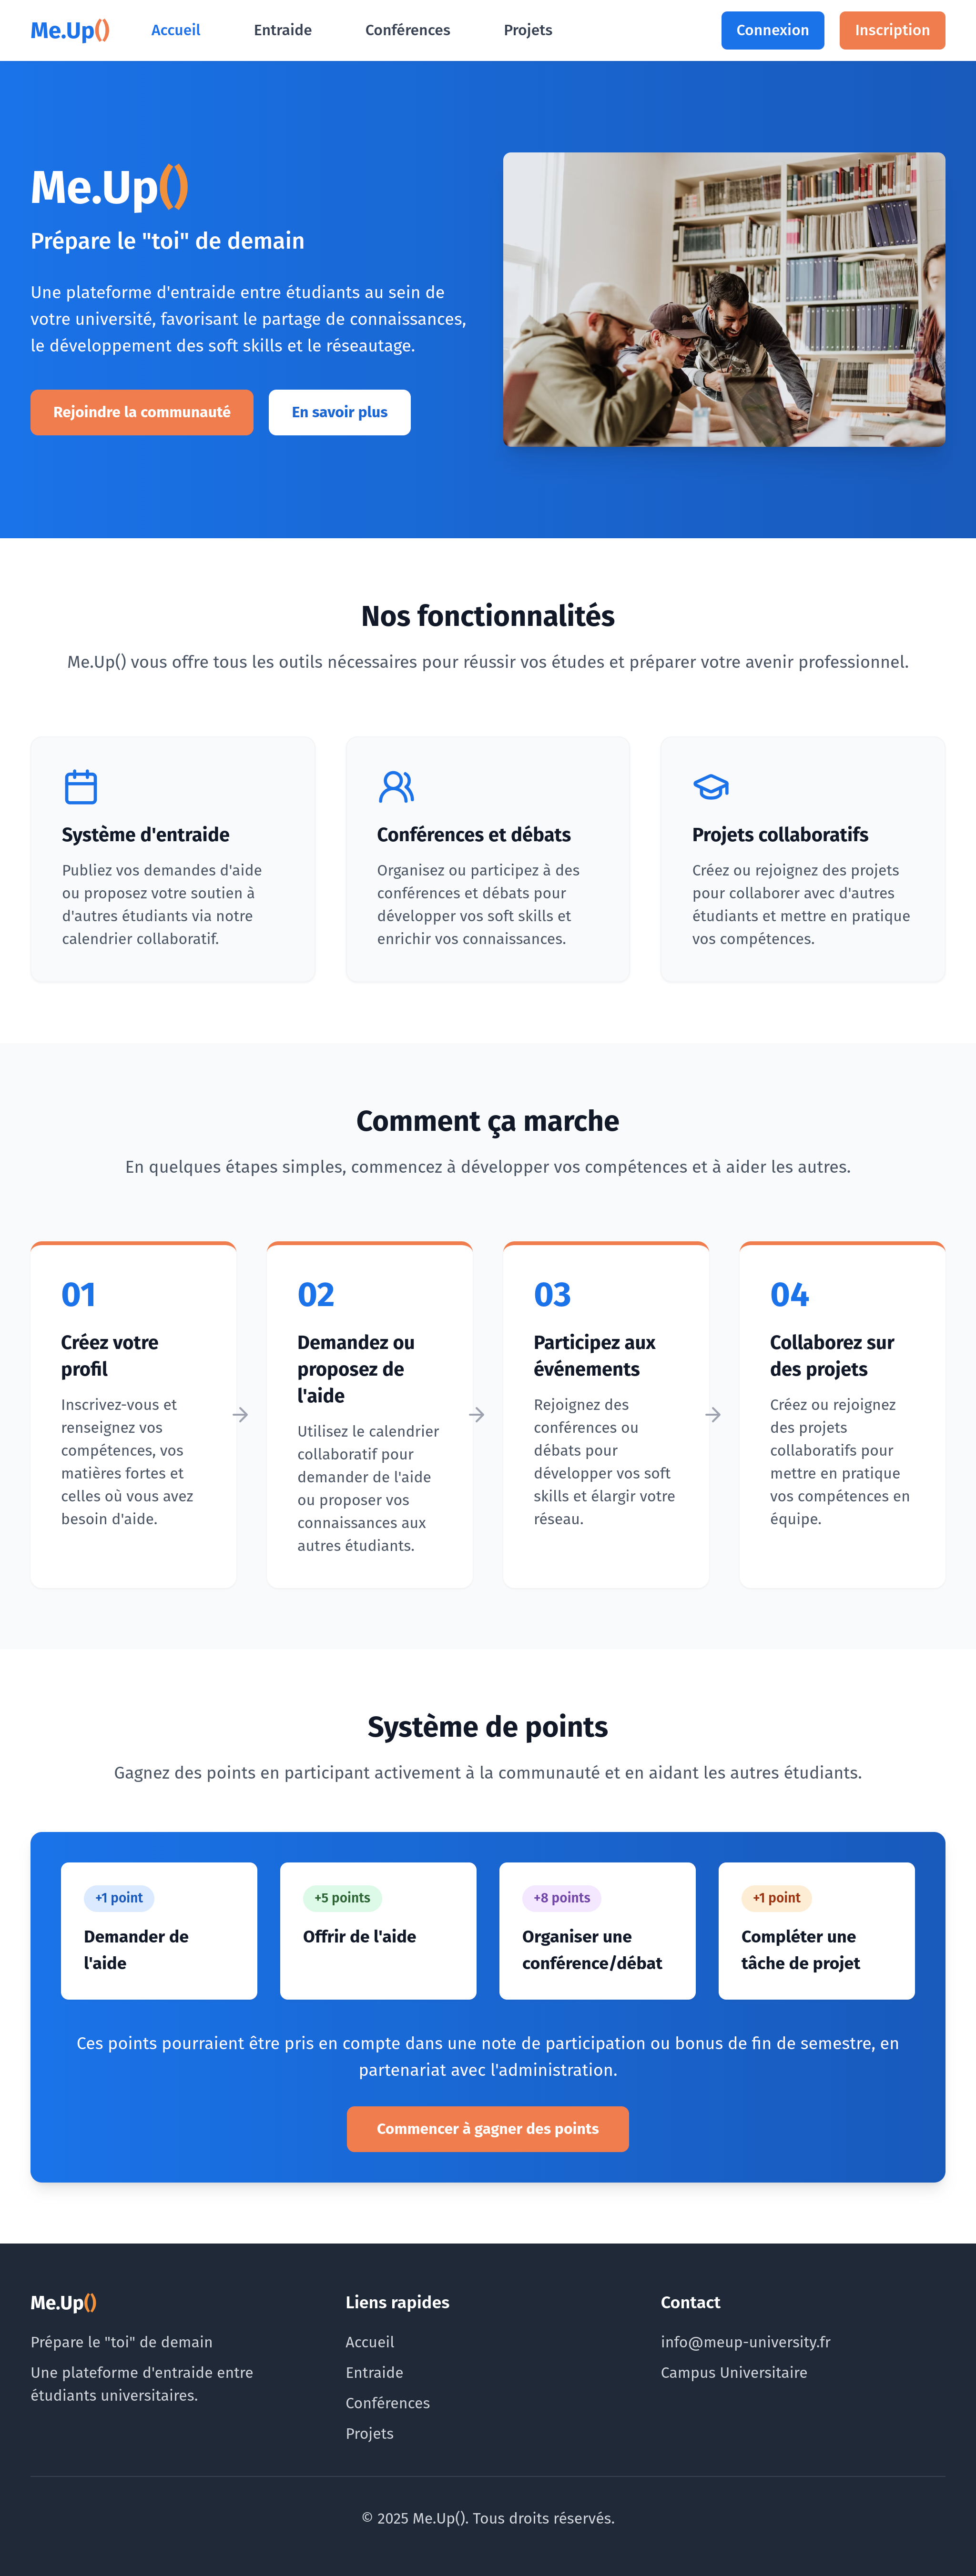 Me.Up() Accueil Entraide Conférences Projets Connexion Inscription
Me.Up()
Prépare le "toi" de demain
Une plateforme d'entraide entre étudiants au sein de
votre université, favorisant le partage de connaissances,
le développement des soft skills et le réseautage.
Rejoindre la communauté En savoir plus
Nos fonctionnalités
Me.Up() vous offre tous les outils nécessaires pour réussir vos études et préparer votre avenir professionnel.
Système d'entraide
Publiez vos demandes d'aide
ou proposez votre soutien à
d'autres étudiants via notre
calendrier collaboratif.
Conférences et débats
Organisez ou participez à des
conférences et débats pour
développer vos soft skills et
enrichir vos connaissances.
Projets collaboratifs
Créez ou rejoignez des projets
pour collaborer avec d'autres
étudiants et mettre en pratique
vos compétences.
Comment ça marche
En quelques étapes simples, commencez à développer vos compétences et à aider les autres.
01
Créez votre
profil
Inscrivez-vous et
renseignez vos
compétences, vos
matières fortes et
celles où vous avez
besoin d'aide.
02
Demandez ou
proposez de
l'aide
Utilisez le calendrier
collaboratif pour
demander de l'aide
ou proposer vos
connaissances aux
autres étudiants.
03
Participez aux
événements
Rejoignez des
conférences ou
débats pour
développer vos soft
skills et élargir votre
réseau.
04
Collaborez sur
des projets
Créez ou rejoignez
des projets
collaboratifs pour
mettre en pratique
vos compétences en
équipe.
Système de points
Gagnez des points en participant activement à la communauté et en aidant les autres étudiants.
+1 point
Demander de
l'aide
+5 points
Offrir de l'aide
+8 points
Organiser une
conférence/débat
+1 point
Compléter une
tâche de projet
Ces points pourraient être pris en compte dans une note de participation ou bonus de fin de semestre, en
partenariat avec l'administration.
Commencer à gagner des points
Me.Up()
Prépare le "toi" de demain
Une plateforme d'entraide entre
étudiants universitaires.
Liens rapides
Accueil
Entraide
Conférences
Projets
Contact
info@meup-university.fr
Campus Universitaire
© 2025 Me.Up(). Tous droits réservés.